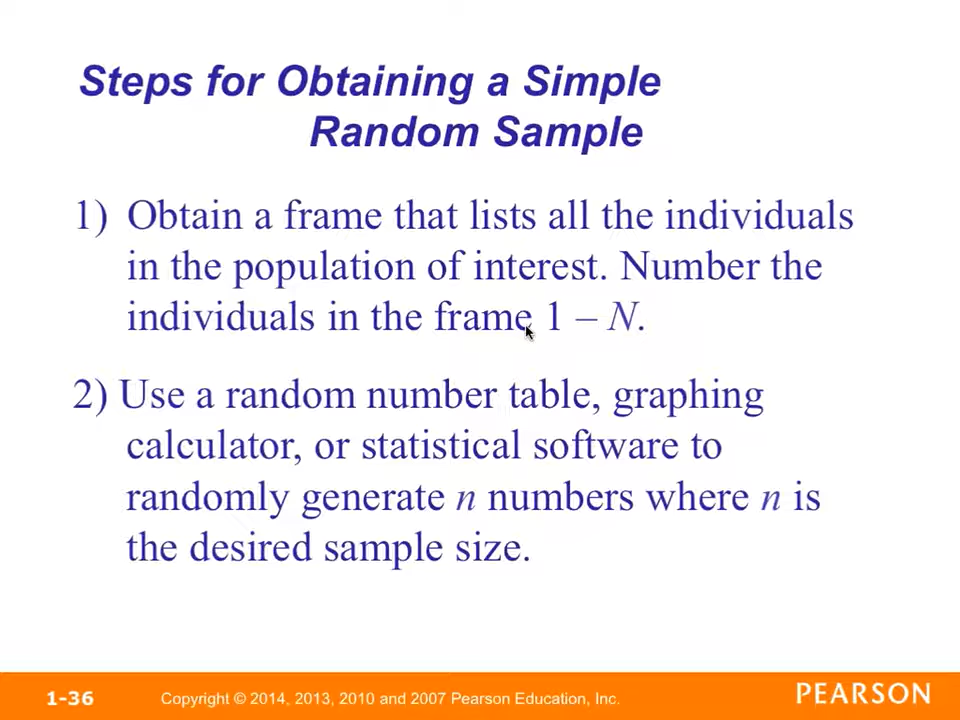 Steps for Obtaining a Simple
Random Sample
1) Obtain a frame that lists all the individuals
in the population of interest. Number the
individuals in the frame 1 – N.
2) Use a random number table, graphing
calculator, or statistical software to
randomly generate n numbers where n is
the desired sample size.
1-36 Copyright © 2014, 2013, 2010 and 2007 Pearson Education, Inc. PEARSON